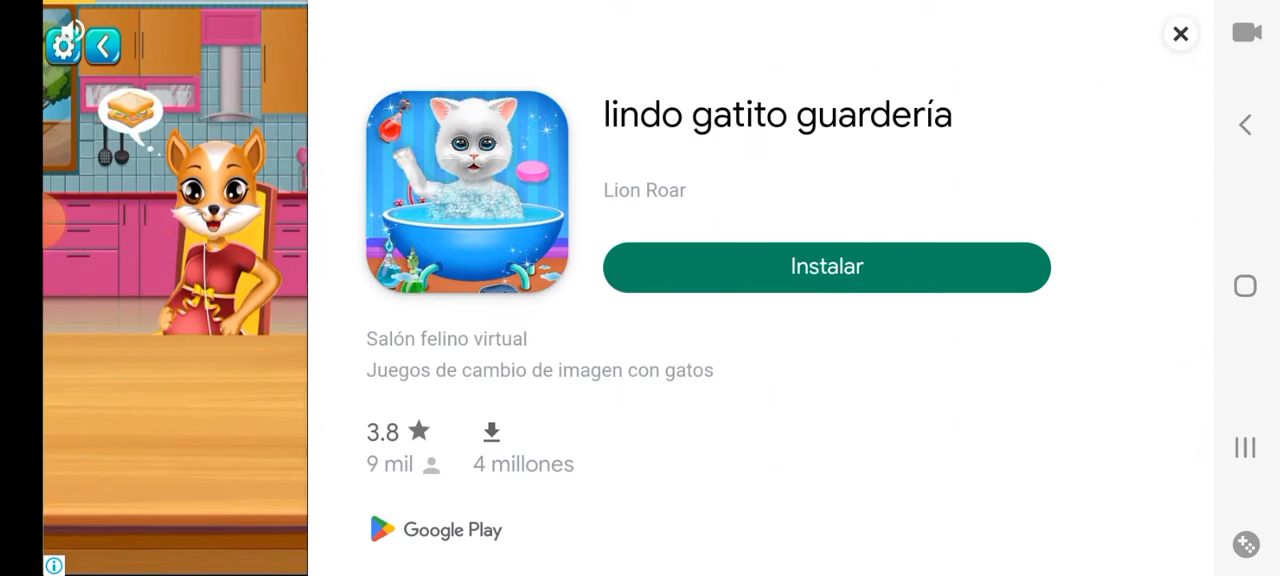 lindo gatito guardería
Lion Roar
Instalar
Salón felino virtual
Juegos de cambio de imagen con gatos
3.8
9 mil
4 millones
Google Play